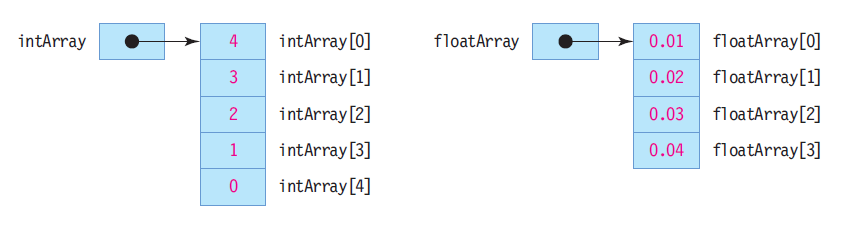 intArray 4 intArray[0] floatArray 0.01 floatArray[0]
3 intArray[1] 0.02 floatArray[1]
2 intArray[2] 0.03 floatArray[2]
1 intArray[3] 0.04 floatArray[3]
0 intArray[4]